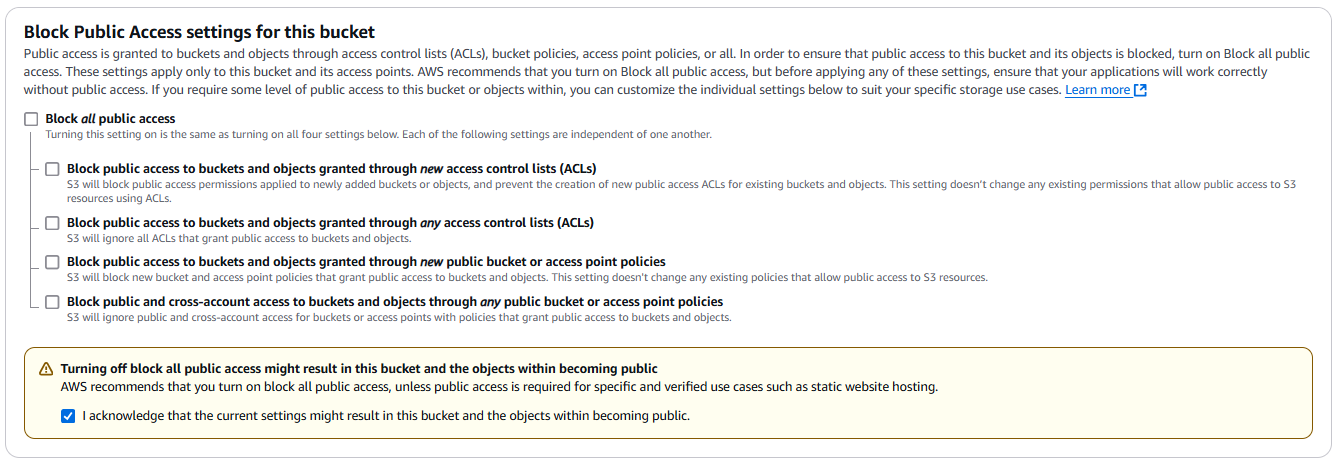 Block Public Access settings for this bucket
Public access is granted to buckets and objects through access control lists (ACLs), bucket policies, access point policies, or all. In order to ensure that public access to this bucket and its objects is blocked, turn on Block all public
access. These settings apply only to this bucket and its access points. AWS recommends that you turn on Block all public access, but before applying any of these settings, ensure that your applications will work correctly
without public access. If you require some level of public access to this bucket or objects within, you can customize the individual settings below to suit your specific storage use cases. Learn more
Block all public access
Turning this setting on is the same as turning on all four settings below. Each of the following settings are independent of one another.
Block public access to buckets and objects granted through new access control lists (ACLs)
S3 will block public access permissions applied to newly added buckets or objects, and prevent the creation of new public access ACLs for existing buckets and objects. This setting doesn't change any existing permissions that allow public access to S3
resources using ACLs.
Block public access to buckets and objects granted through any access control lists (ACLs)
S3 will ignore all ACLs that grant public access to buckets and objects.
Block public access to buckets and objects granted through new public bucket or access point policies
S3 will block new bucket and access point policies that grant public access to buckets and objects. This setting doesn't change any existing policies that allow public access to S3 resources.
Block public and cross-account access to buckets and objects through any public bucket or access point policies
S3 will ignore public and cross-account access for buckets or access points with policies that grant public access to buckets and objects.
Turning off block all public access might result in this bucket and the objects within becoming public
AWS recommends that you turn on block all public access, unless public access is required for specific and verified use cases such as static website hosting.
I acknowledge that the current settings might result in this bucket and the objects within becoming public.